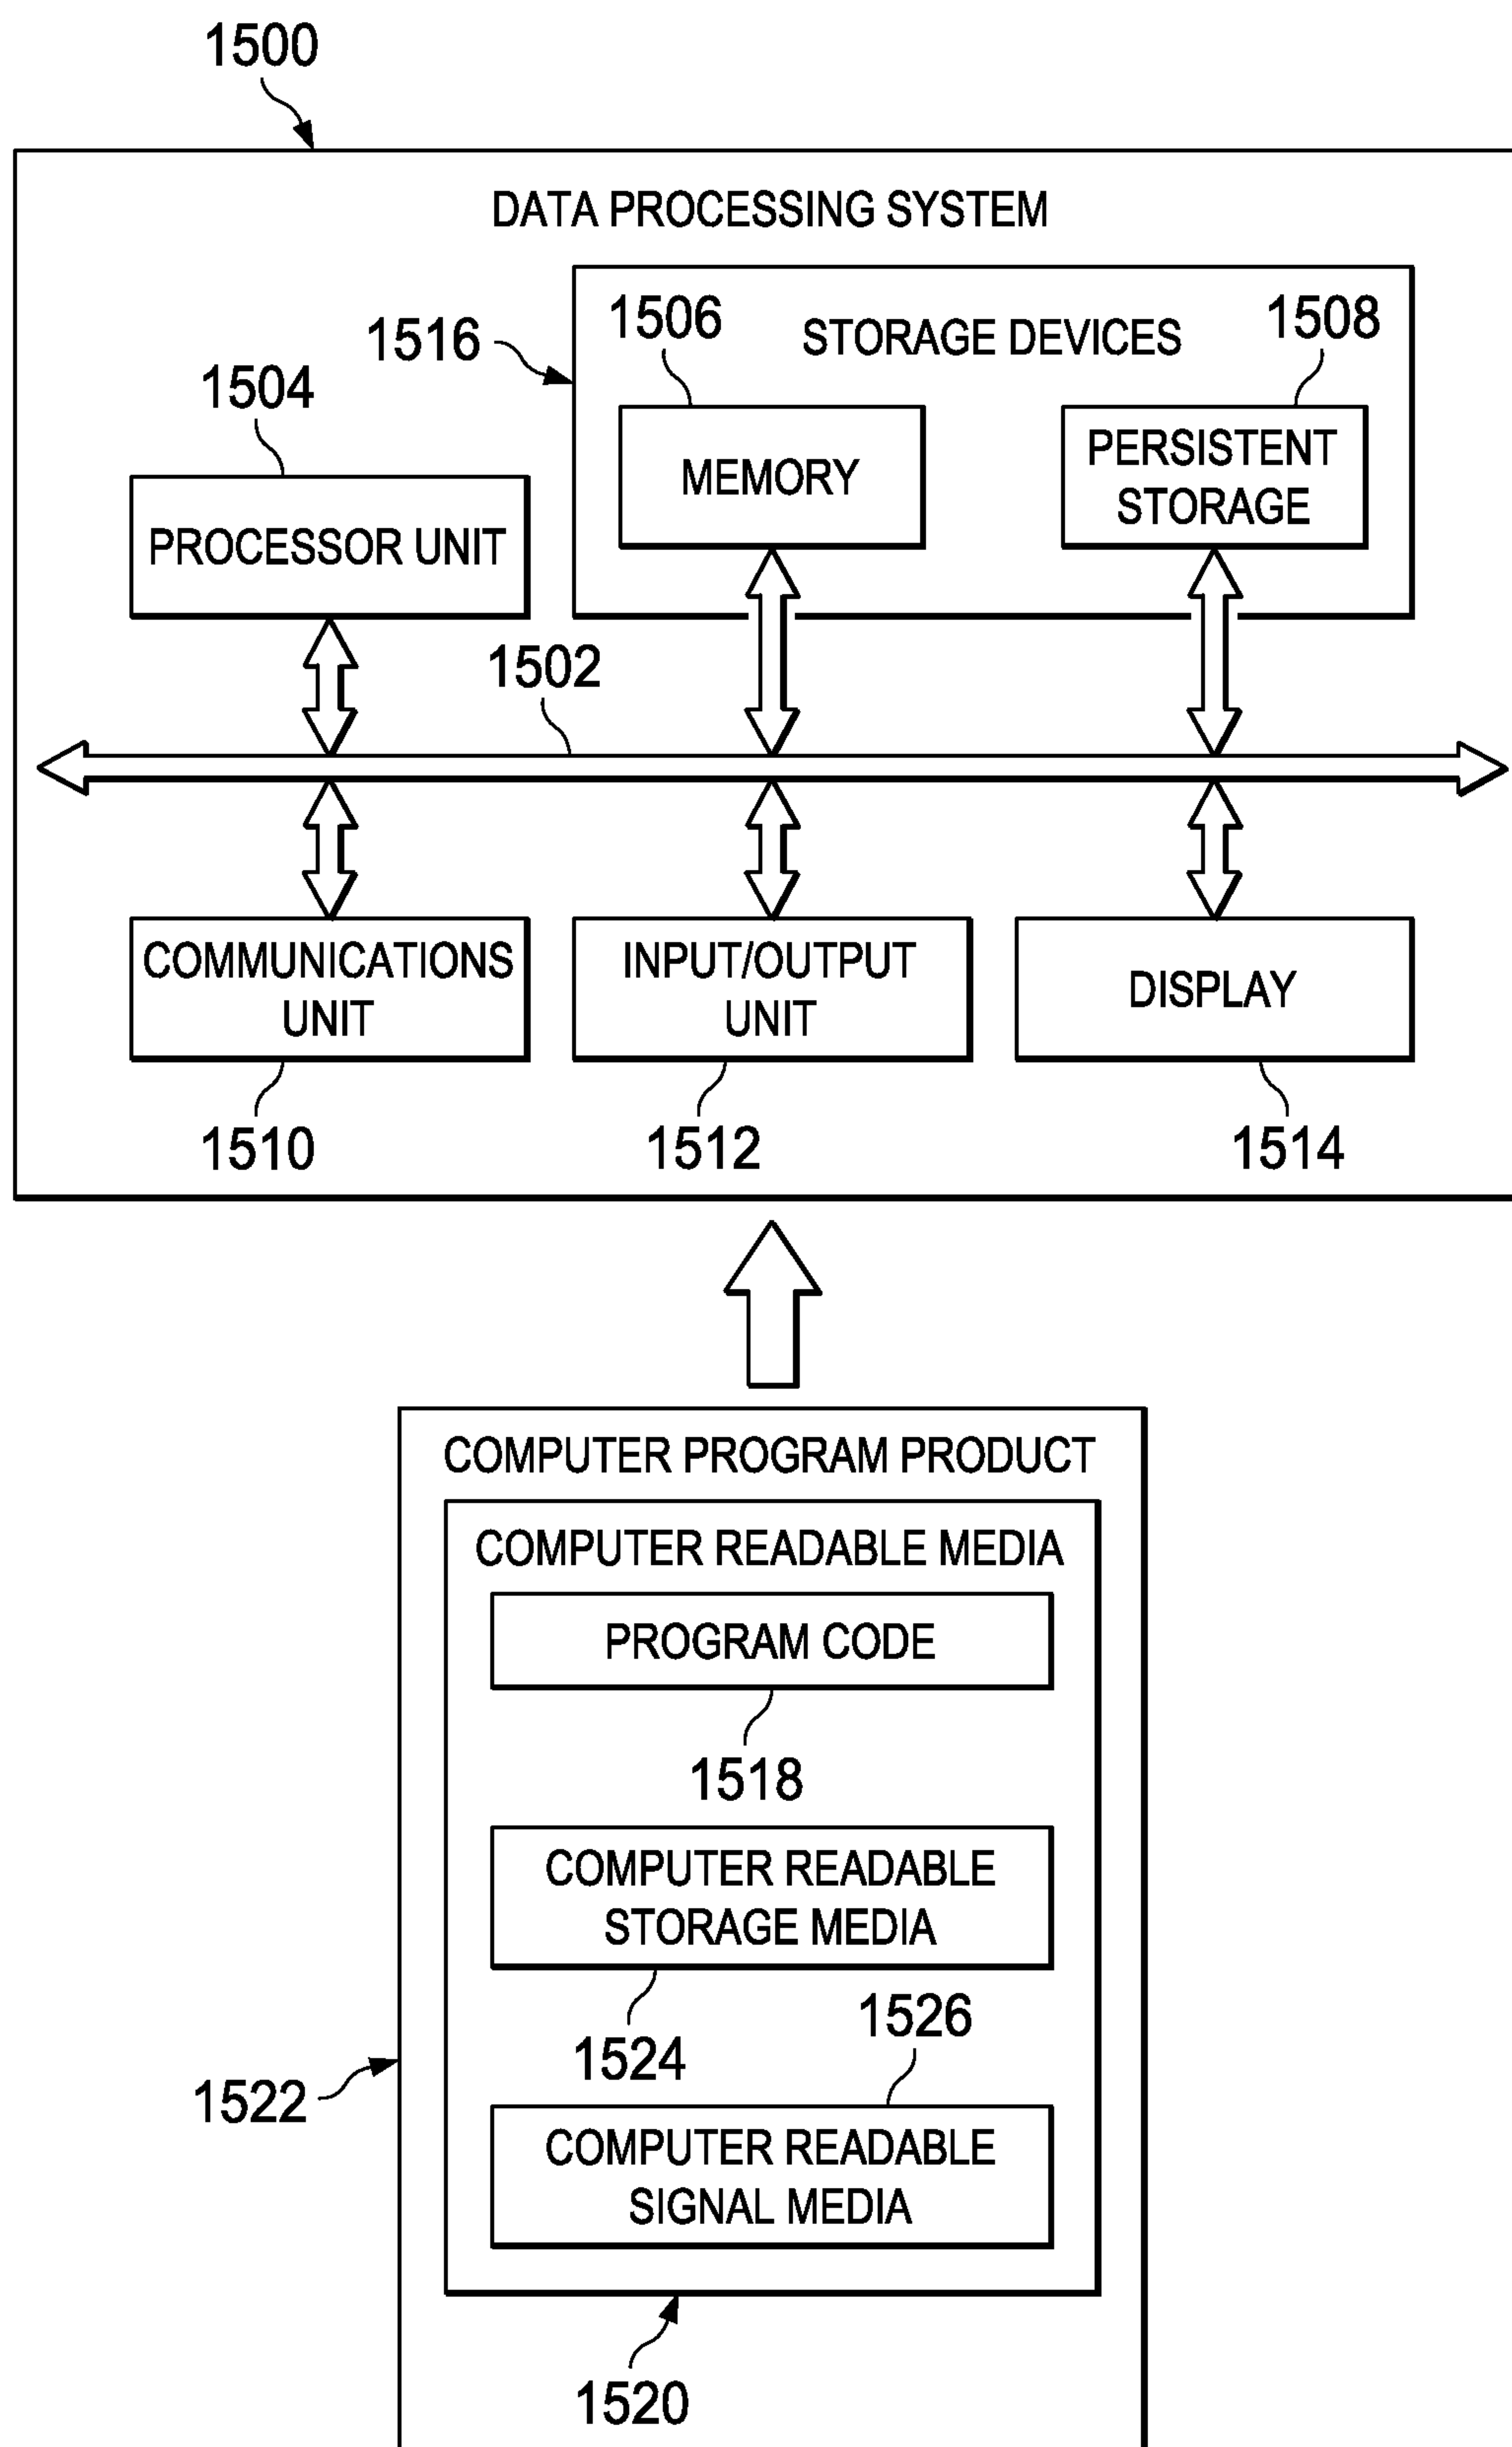 1500
DATA PROCESSING SYSTEM
1516
1506
STORAGE DEVICES
1508
1504
MEMORY
PERSISTENT
STORAGE
PROCESSOR UNIT
1502
COMMUNICATIONS
UNIT
INPUT/OUTPUT
UNIT
DISPLAY
1510
1512
1514
COMPUTER PROGRAM PRODUCT
COMPUTER READABLE MEDIA
PROGRAM CODE
1518
COMPUTER READABLE
STORAGE MEDIA
1524
1526
1522
COMPUTER READABLE
SIGNAL MEDIA
1520